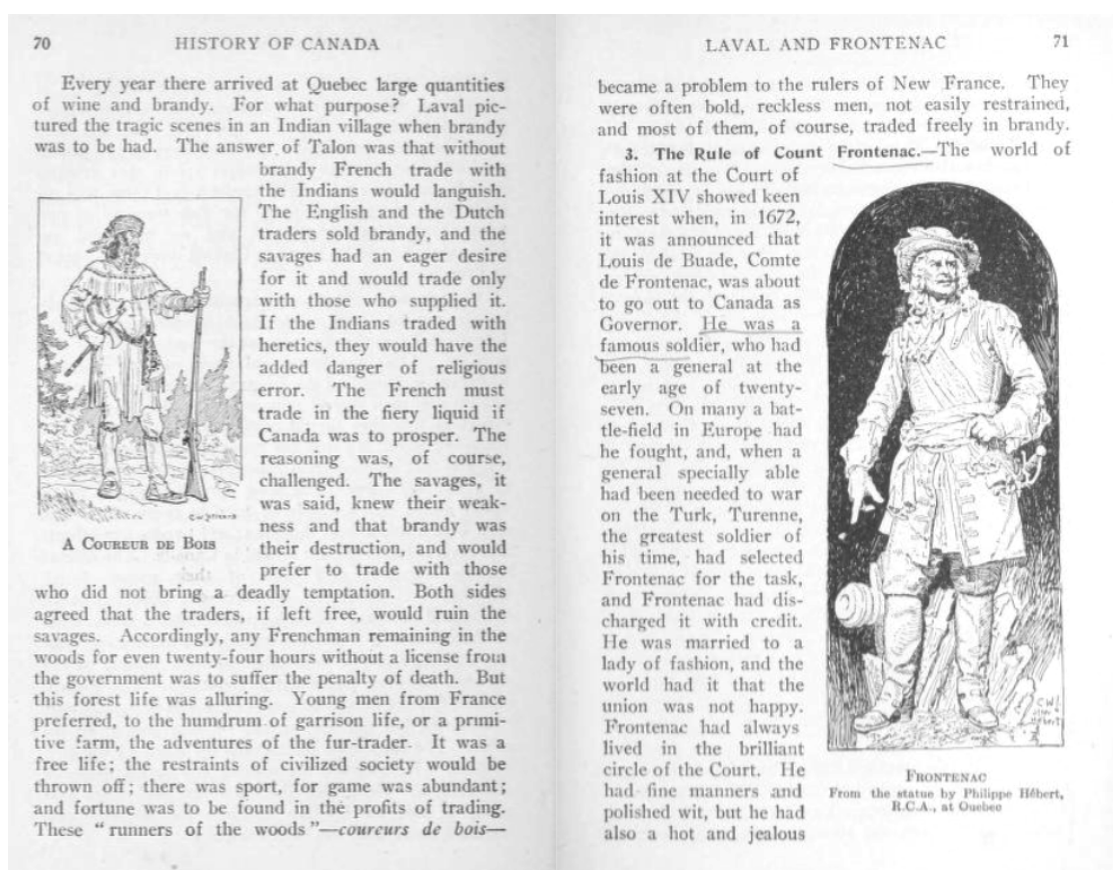 70
HISTORY OF CANADA
Every year there arrived at Quebec large quantities
of wine and brandy. For what purpose? Laval pic-
tured the tragic scenes in an Indian village when brandy
was to be had. The answer of Talon was that without
brandy French trade with
the Indians would languish.
The English and the Dutch
traders sold brandy, and the
savages had an eager desire
for it and would trade only
with those who supplied it.
If the Indians traded with
heretics, they would have the
added danger of religious
error. The French must
trade in the fiery liquid if
Canada was to prosper. The
reasoning was, of course,
challenged. The savages, it
was said, knew their weak-
ness and that brandy was
their destruction, and would
prefer to trade with those
A COUREUR DE BOIS
who did not bring a deadly temptation. Both sides
agreed that the traders, if left free, would ruin the
savages. Accordingly, any Frenchman remaining in the
woods for even twenty-four hours without a license from
the government was to suffer the penalty of death. But
this forest life was alluring. Young men from France
preferred, to the humdrum of garrison life, or a primi-
tive farm, the adventures of the fur-trader. It was a
free life; the restraints of civilized society would be
thrown off; there was sport, for game was abundant;
and fortune was to be found in the profits of trading.
These "runners of the woods"—coureurs de bois—
LAVAL AND FRONTENAC
71
became a problem to the rulers of New France. They
were often bold, reckless men, not easily restrained,
and most of them, of course, traded freely in brandy.
3. The Rule of Count Frontenac.—The world of
fashion at the Court of
Louis XIV showed keen
interest when, in 1672,
it was announced that
Louis de Buade, Comte
de Frontenac, was about
to go out to Canada as
Governor. He was a
famous soldier, who had
been a general at the
early age of twenty-
seven. On many a bat-
tle-field in Europe had
he fought, and, when a
general specially able
had been needed to war
on the Turk, Turenne,
the greatest soldier of
his time, had selected
Frontenac for the task,
and Frontenac had dis-
charged it with credit.
He was married to a
lady of fashion, and the
world had it that the
union was not happy.
Frontenac had always
lived in the brilliant
circle of the Court. He
had fine manners and
polished wit, but he had
also a hot and jealous
FRONTENAC
From the statue by Philippe Hébert,
R.C.A., at Quebec